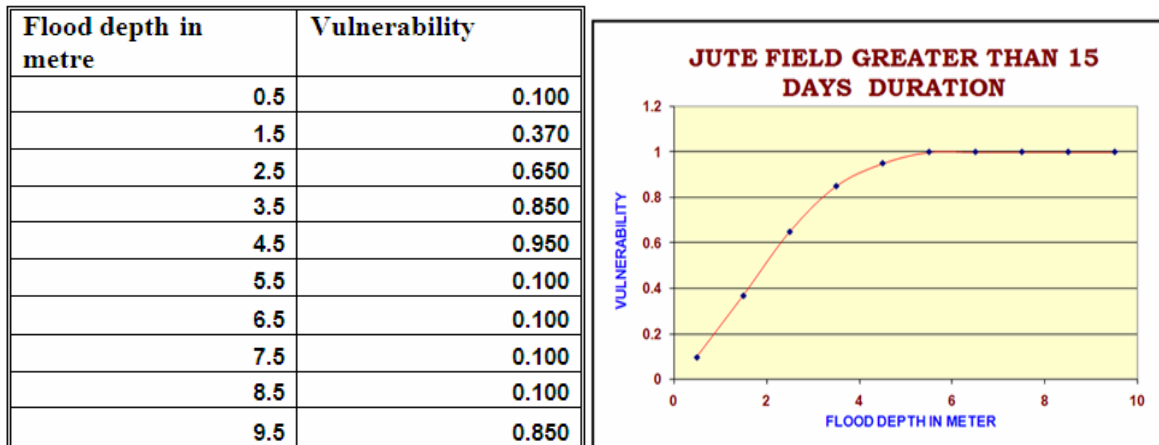 Flood depth in metre Vulnerability
0.5 0.100
1.5 0.370
2.5 0.650
3.5 0.850
4.5 0.950
5.5 0.100
6.5 0.100
7.5 0.100
8.5 0.100
9.5 0.850
JUTE FIELD GREATER THAN 15
DAYS DURATION
1.2
1
0.8
0.6
0.4
0.2
0
VULNERABILITY
0 2 4 6 8 10
FLOOD DEPTH IN METER